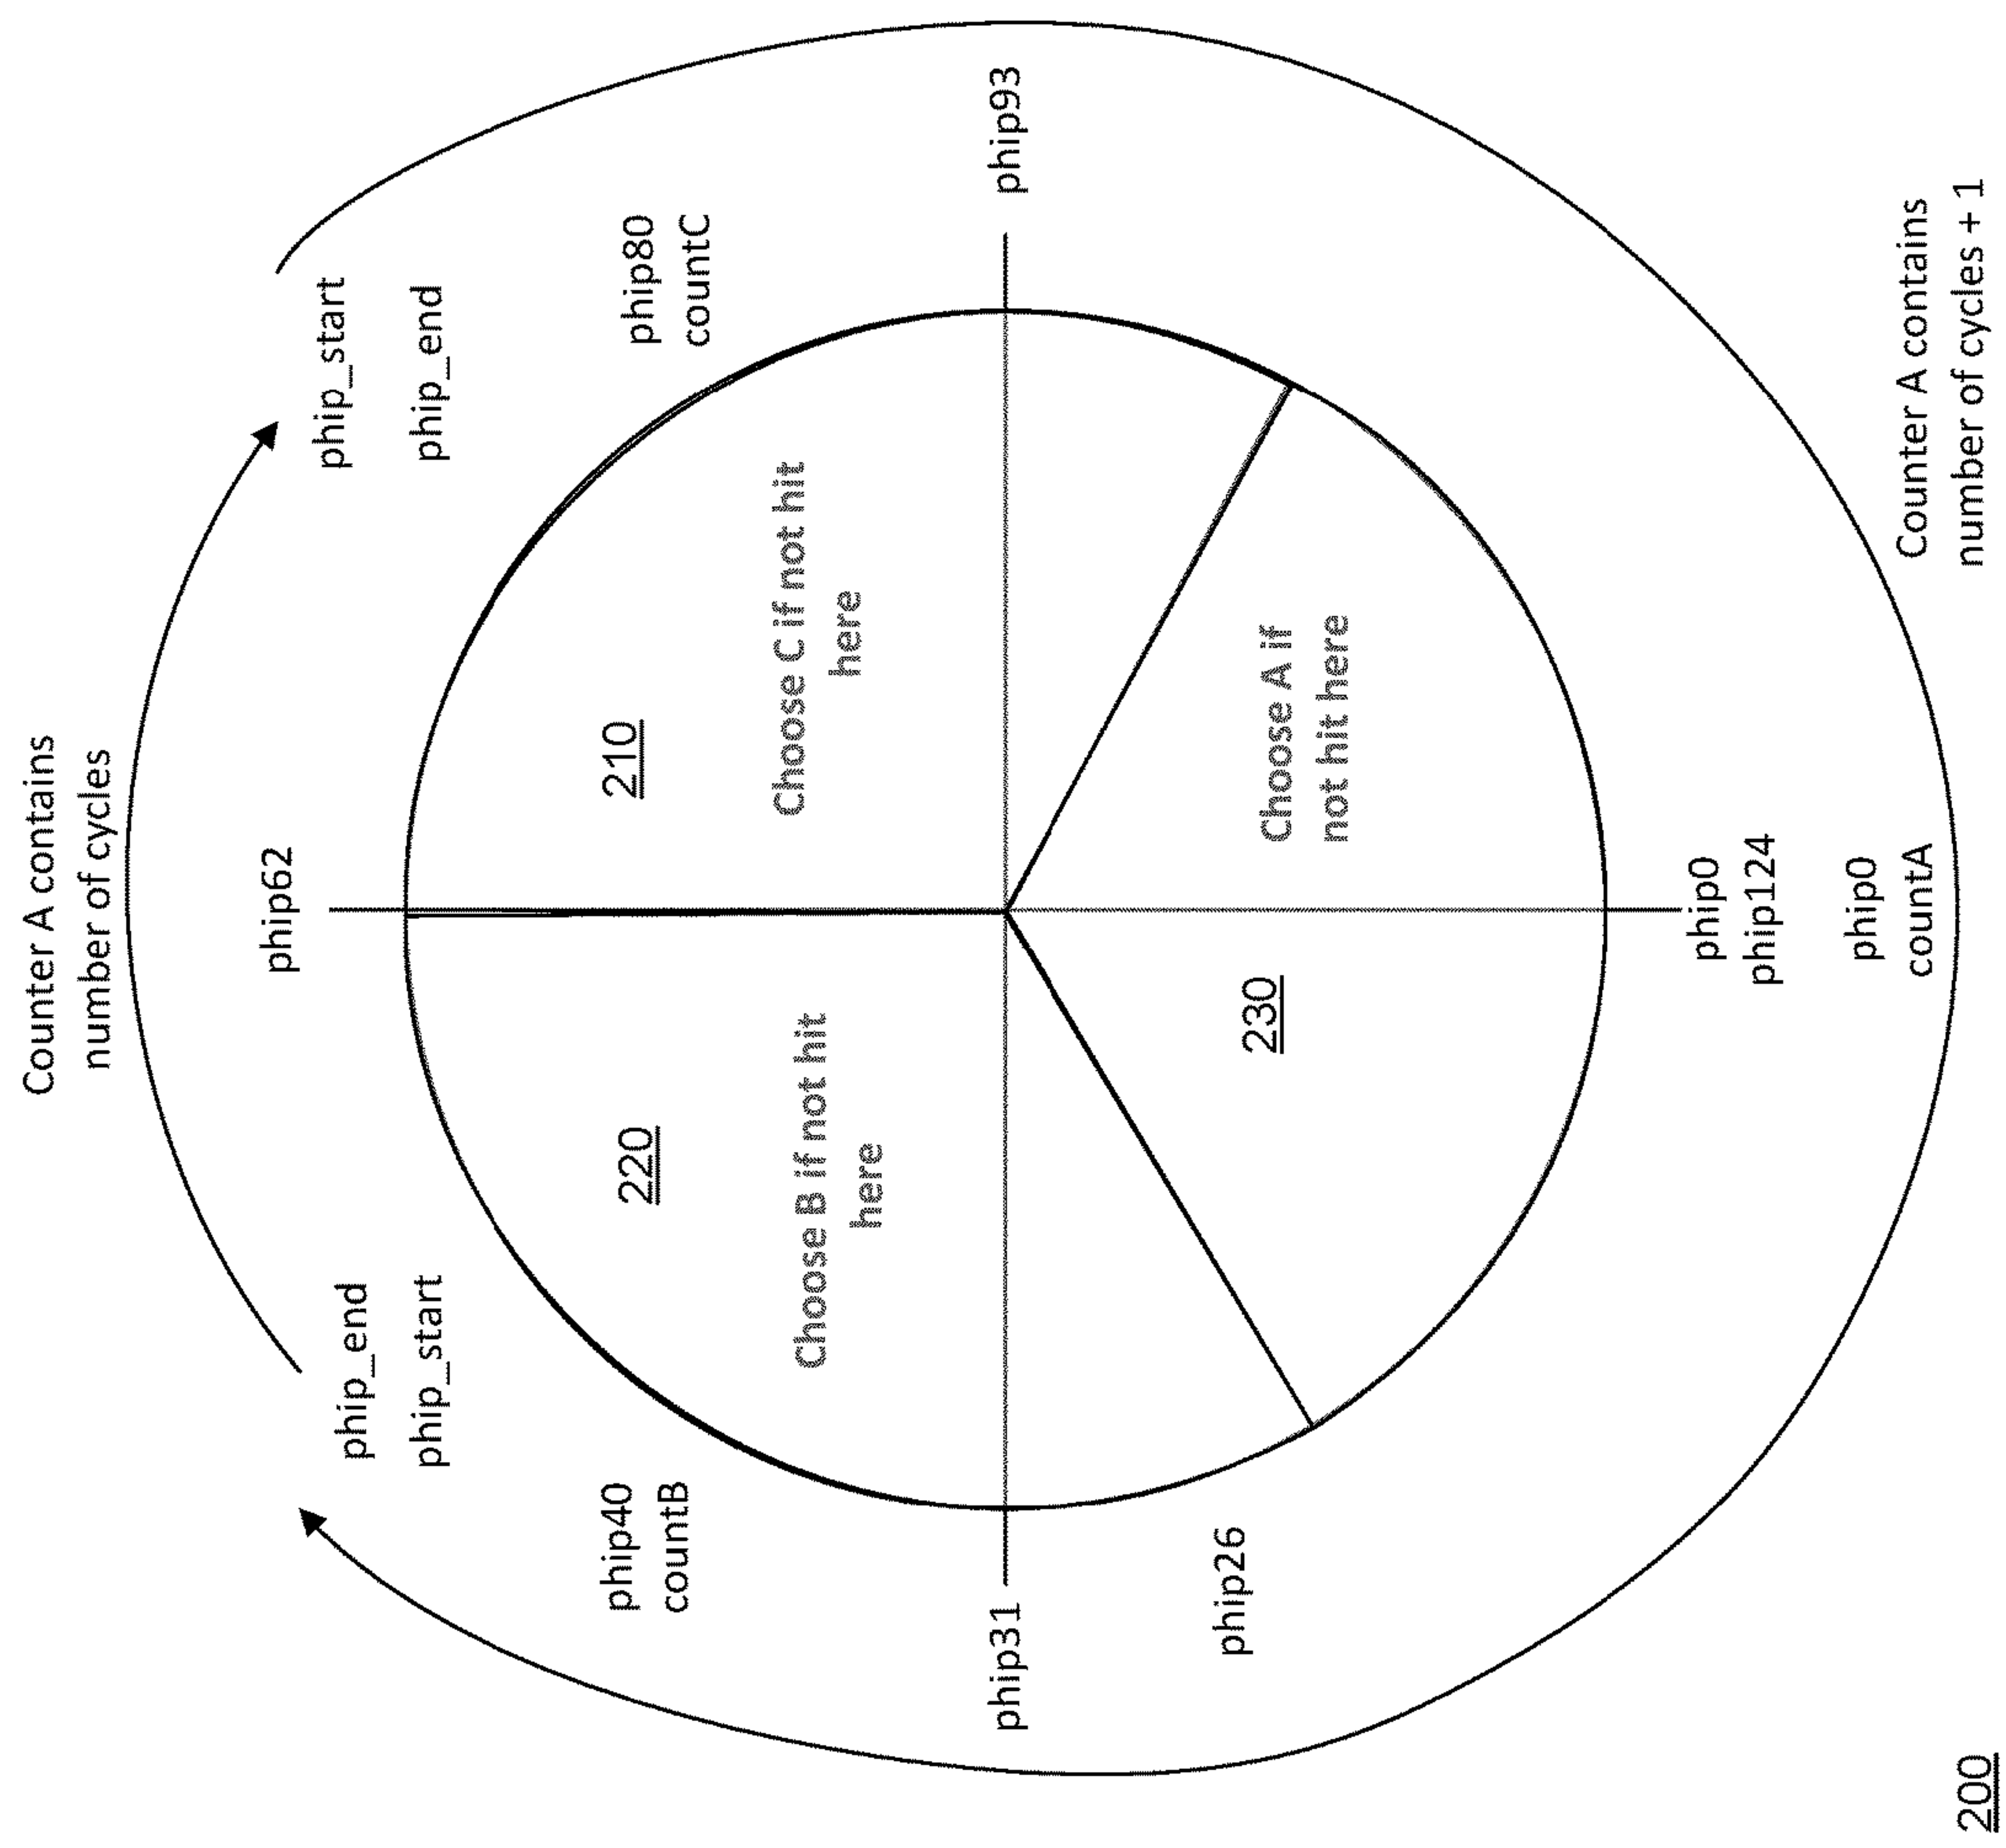 Counter A contains
number of cycles
phip62
phip_end
phip_start
phip_start
phip_end
phip40
countB
phip80
countC
220
210
Choose B if not hit
here
Choose C if not hit
here
phip31
phip93
phip26
230
Choose A if
not hit here
phip0
phip124
phip0
countA
Counter A contains
number of cycles + 1
200